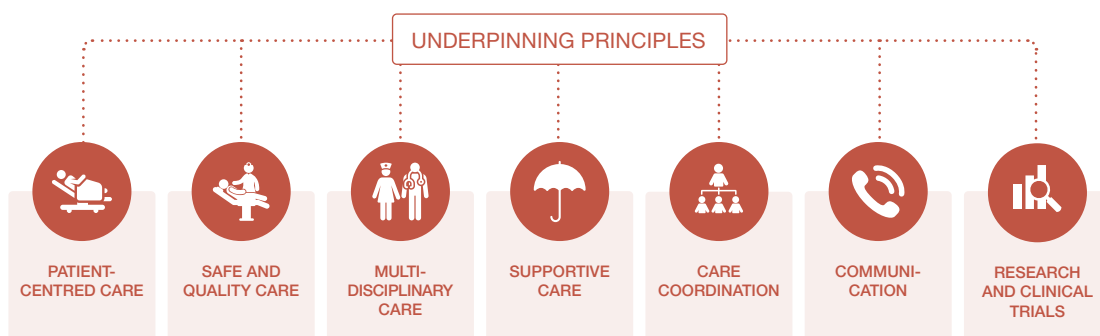 UNDERPINNING PRINCIPLES
PATIENT-
CENTRED CARE
SAFE AND
QUALITY CARE
MULTI-
DISCIPLINARY
CARE
SUPPORTIVE
CARE
CARE
COORDINATION
COMMUNI-
CATION
RESEARCH
AND CLINICAL
TRIALS